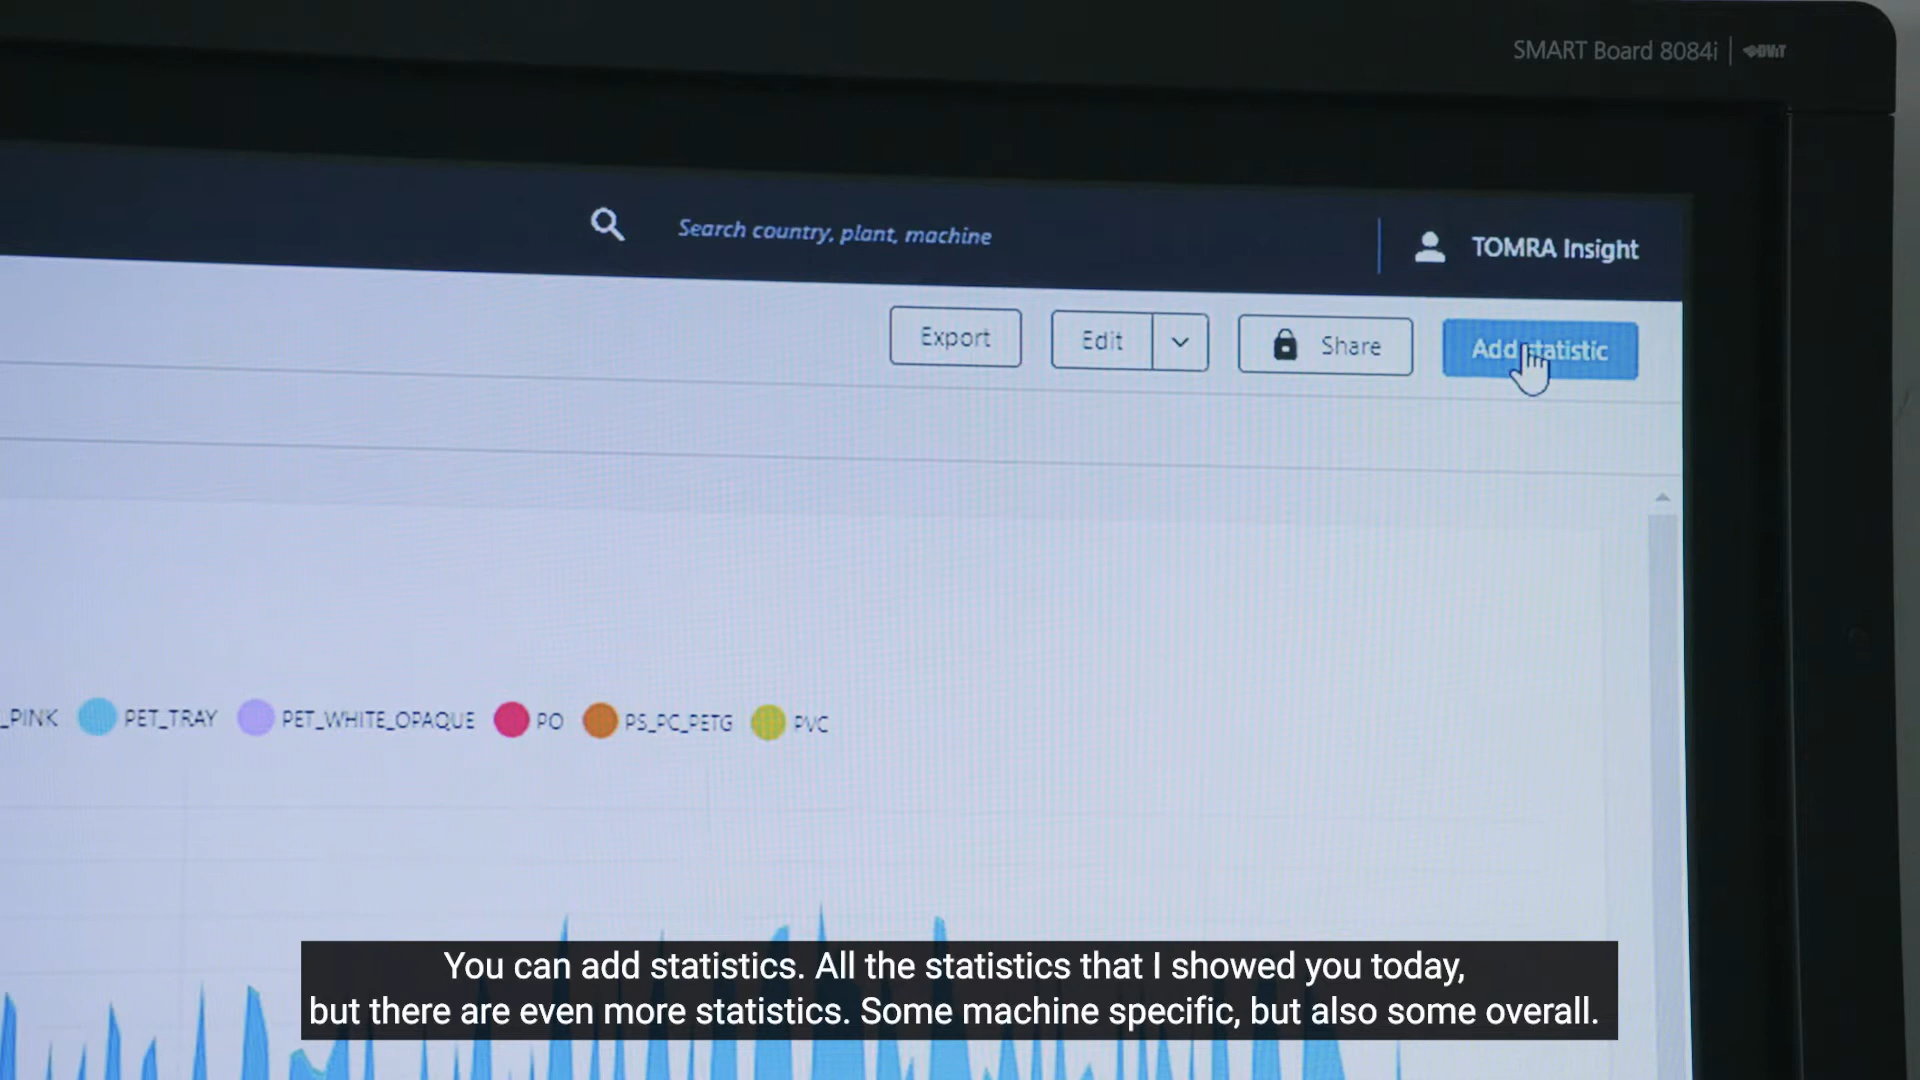 SMART Board 8084i | DViT
Search country, plant, machine
TOMRA Insight
Export
Edit
Share
Add statistic
_PINK
PET_TRAY
PET_WHITE_OPAQUE
PO
PS_PC_PETG
PVC
You can add statistics. All the statistics that I showed you today,
but there are even more statistics. Some machine specific, but also some overall.